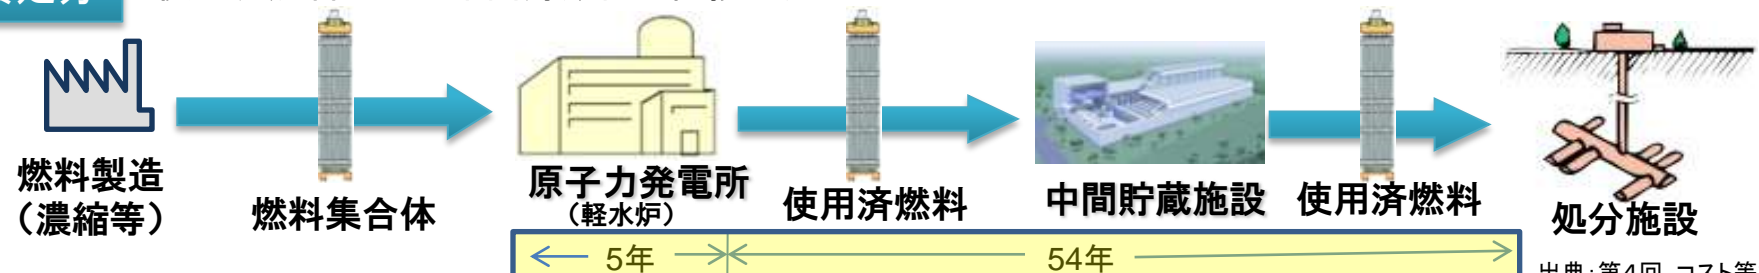 燃料製造
（濃縮等）
燃料集合体
原子力発電所
（軽水炉）
使用済燃料
中間貯蔵施設
使用済燃料
処分施設
5年
54年